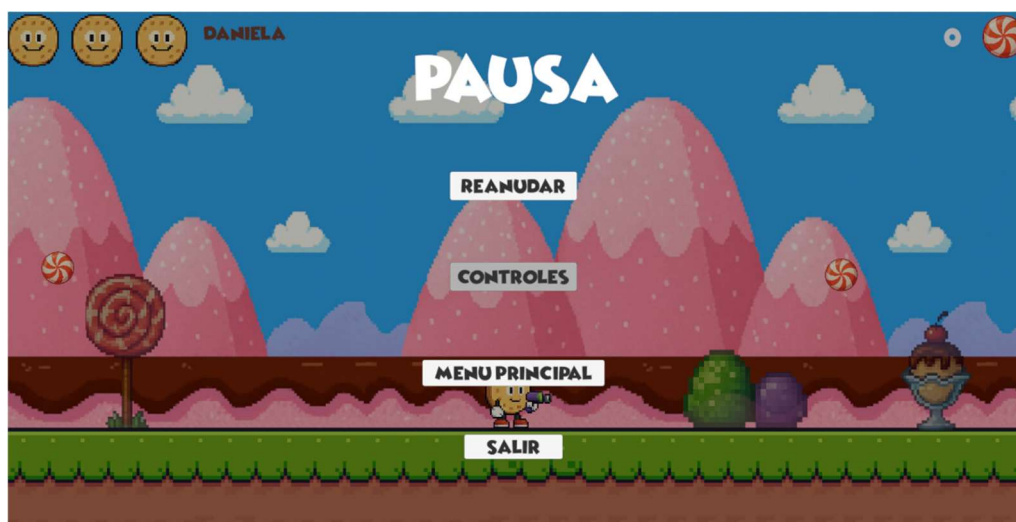 DANIELA
PAUSA
REANUDAR
CONTROLES
MENU PRINCIPAL
SALIR